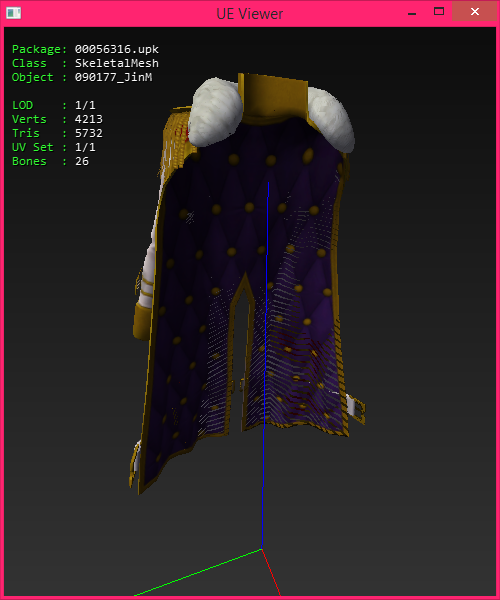 UE Viewer
Package: 00056316.upk
Class  : SkeletalMesh
Object : 090177_JinM
LOD    : 1/1
Verts  : 4213
Tris   : 5732
UV Set : 1/1
Bones  : 26